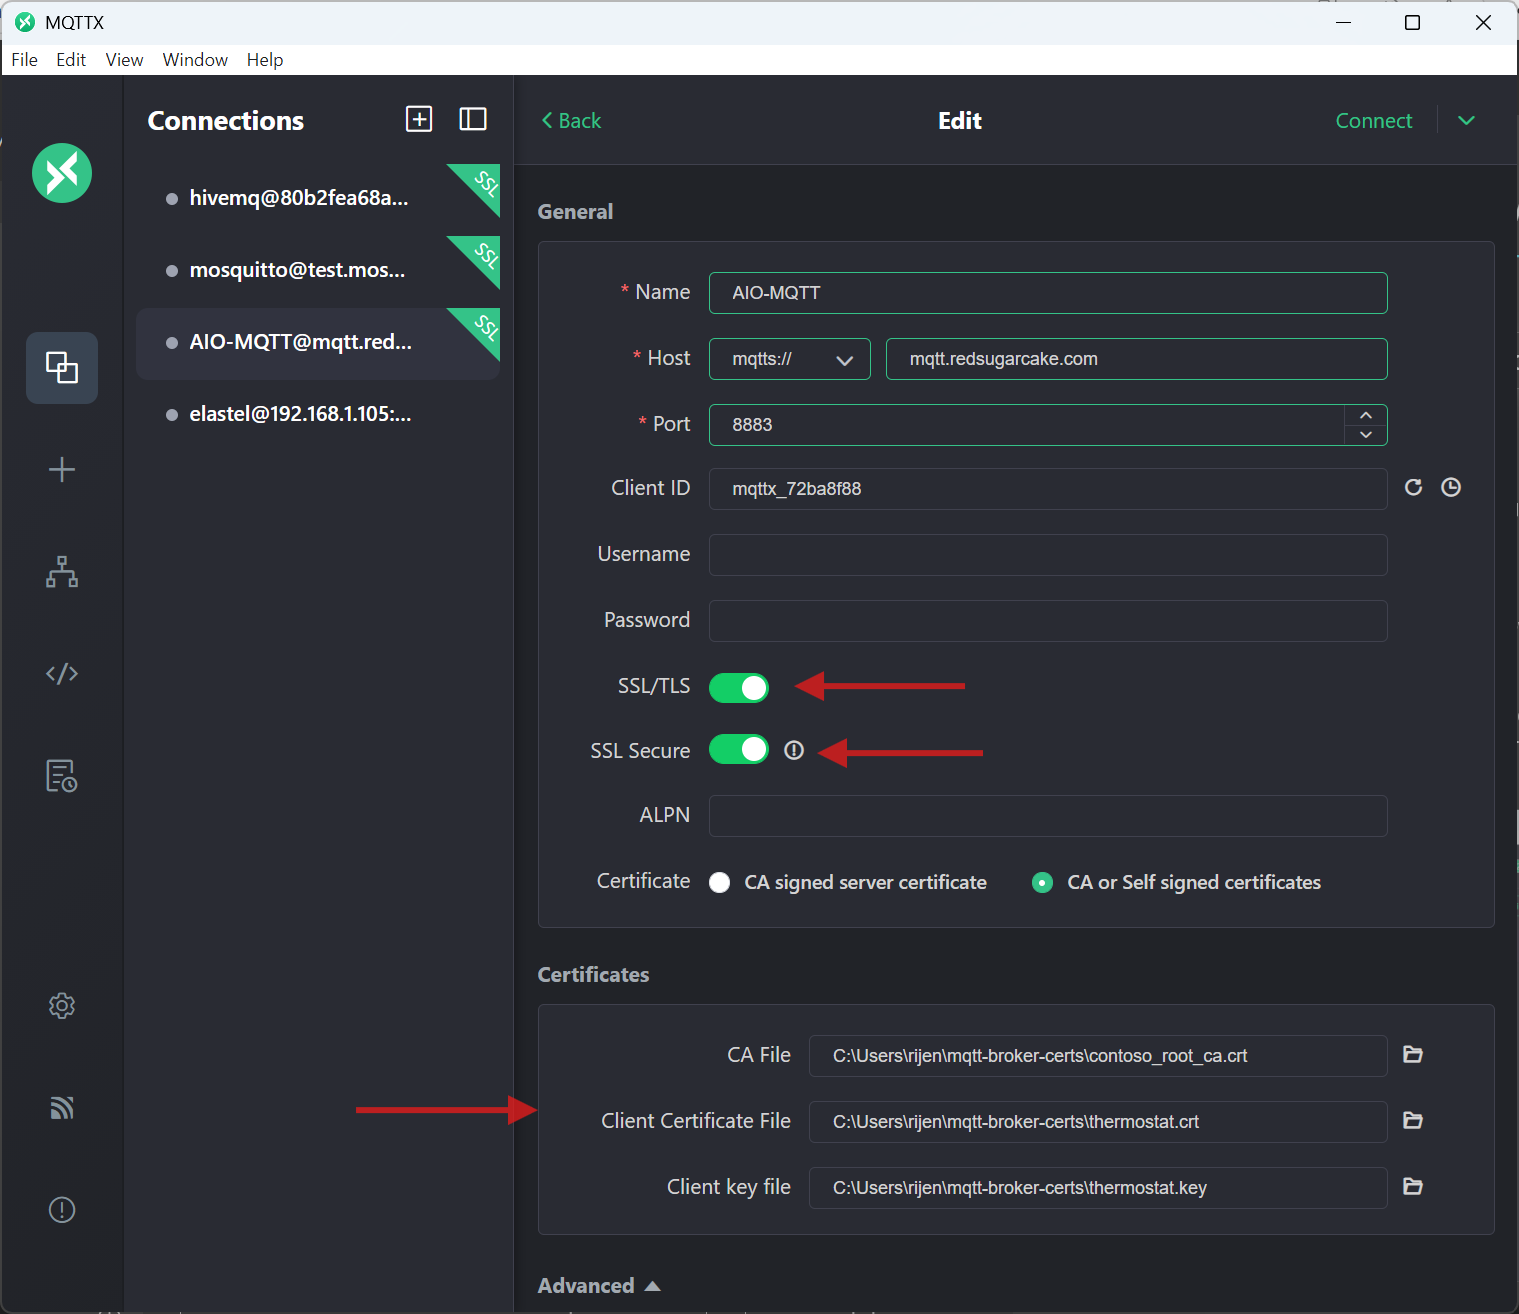 MQTTX
File Edit View Window Help
Connections
hivemq@80b2fea68a...
SSL
mosquitto@test.mos...
SSL
AIO-MQTT@mqtt.red...
SSL
elastel@192.168.1.105:...
Back
Edit
Connect
General
* Name AIO-MQTT
* Host mqtts:// mqtt.redsugarcake.com
* Port 8883
Client ID mqttx_72ba8f88
Username
Password
SSL/TLS
SSL Secure
ALPN
Certificate CA signed server certificate CA or Self signed certificates
Certificates
CA File C:\Users\rijen\mqtt-broker-certs\contoso_root_ca.crt
Client Certificate File C:\Users\rijen\mqtt-broker-certs\thermostat.crt
Client key file C:\Users\rijen\mqtt-broker-certs\thermostat.key
Advanced